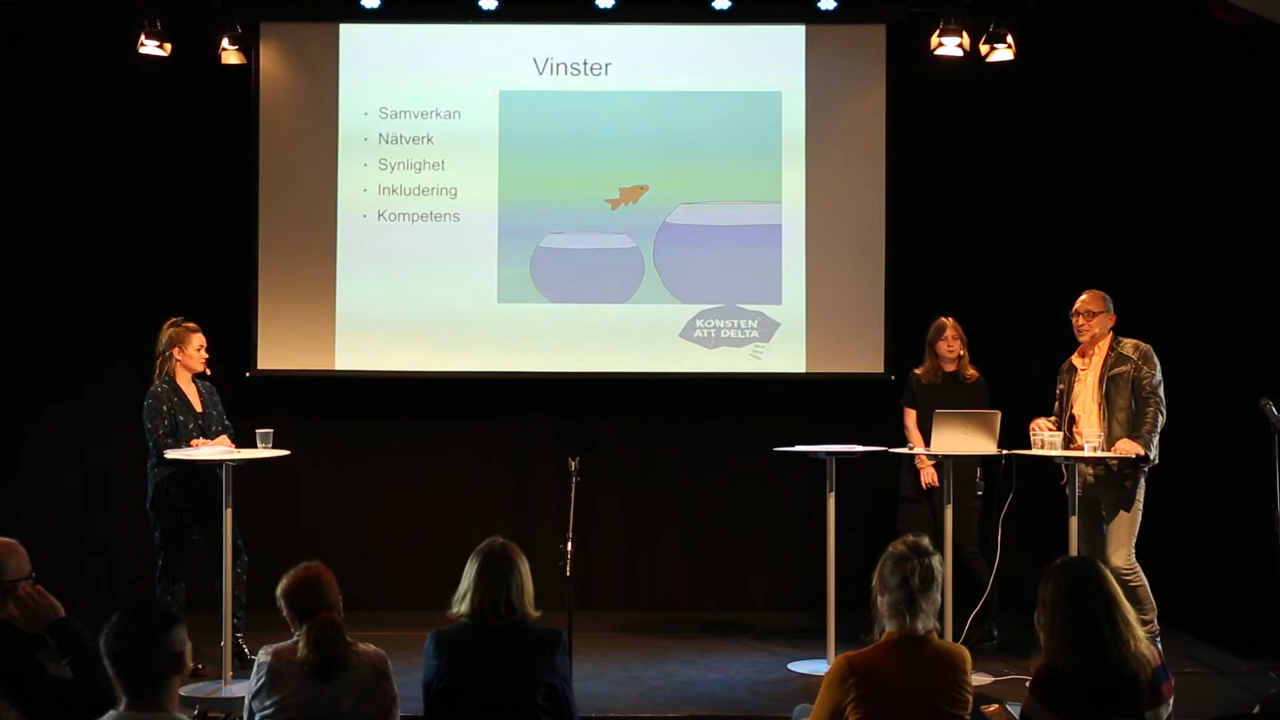 Vinster
• Samverkan
• Nätverk
• Synlighet
• Inkludering
• Kompetens
KONSTEN
ATT DELTA